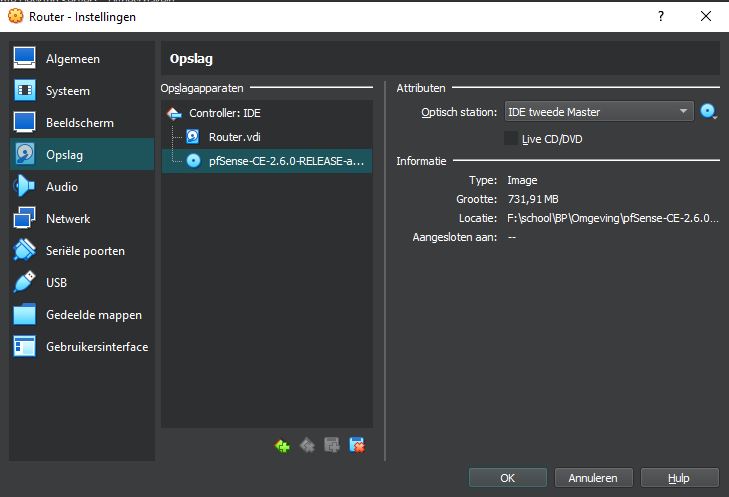 Router - Instellingen
?
Algemeen
Systeem
Beeldscherm
Opslag
Audio
Netwerk
Seriële poorten
USB
Gedeelde mappen
Gebruikersinterface
Opslag
Opslagapparaten
Controller: IDE
Router.vdi
pfSense-CE-2.6.0-RELEASE-a...
Attributen
Optisch station: IDE tweede Master
Live CD/DVD
Informatie
Type: Image
Grootte: 731,91 MB
Locatie: F:\school\BP\Omgeving\pfSense-CE-2.6.0...
Aangesloten aan: --
OK Annuleren Hulp